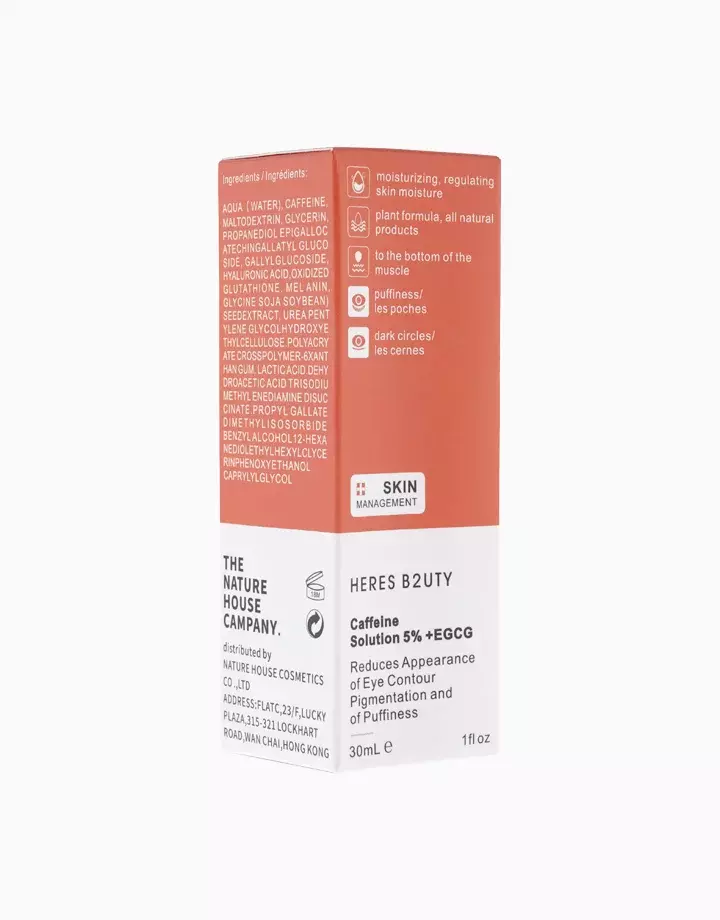 Ingredients / Ingrédients:
AQUA (WATER), CAFFEINE,
MALTODEXTRIN, GLYCERIN,
PROPANEDIOL EPIGALLOC
ATECHINGALLATYL GLUCO
SIDE, GALLYLGLUCOSIDE,
HYALURONIC ACID,OXIDIZED
GLUTATHIONE. MEL ANIN,
GLYCINE SOJA SOYBEAN)
SEEDEXTRACT, UREA PENT
YLENE GLYCOLHYDROXYE
THYLCELLULOSE. POLYACRY
ATE CROSSPOLYMER-6XANT
HAN GUM, LACTIC ACID. DEHY
DROACETIC ACID TRISODIU
METHYL ENEDIAMINE DISUC
CINATE. PROPYL GALLATE
DIMETHYLISOSORBIDE
BENZYL ALCOHOL 12-HEXA
NEDIOLETHYLHEXYLGLYCE
RINPHENOXYETHANOL
CAPRYLYLGLYCOL
THE
NATURE
HOUSE
CAMPANY.
distributed by
NATURE HOUSE COSMETICS
CO .,LTD
ADDRESS:FLATC,23/F,LUCKY
PLAZA,315-321 LOCKHART
ROAD,WAN CHAI,HONG KONG
moisturizing, regulating
skin moisture
plant formula, all natural
products
to the bottom of the
muscle
puffiness/
les poches
dark circles/
les cernes
SKIN
MANAGEMENT
HERES B2UTY
Caffeine
Solution 5% +EGCG
Reduces Appearance
of Eye Contour
Pigmentation and
of Puffiness
30mL e 1fl oz